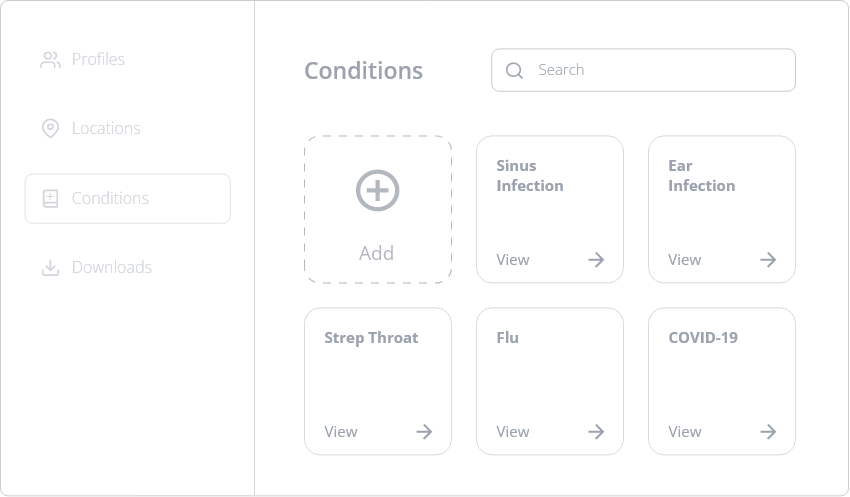 Profiles
Locations
Conditions
Downloads
Conditions
Search
Add
Sinus
Infection
View
Ear
Infection
View
Strep Throat
View
Flu
View
COVID-19
View